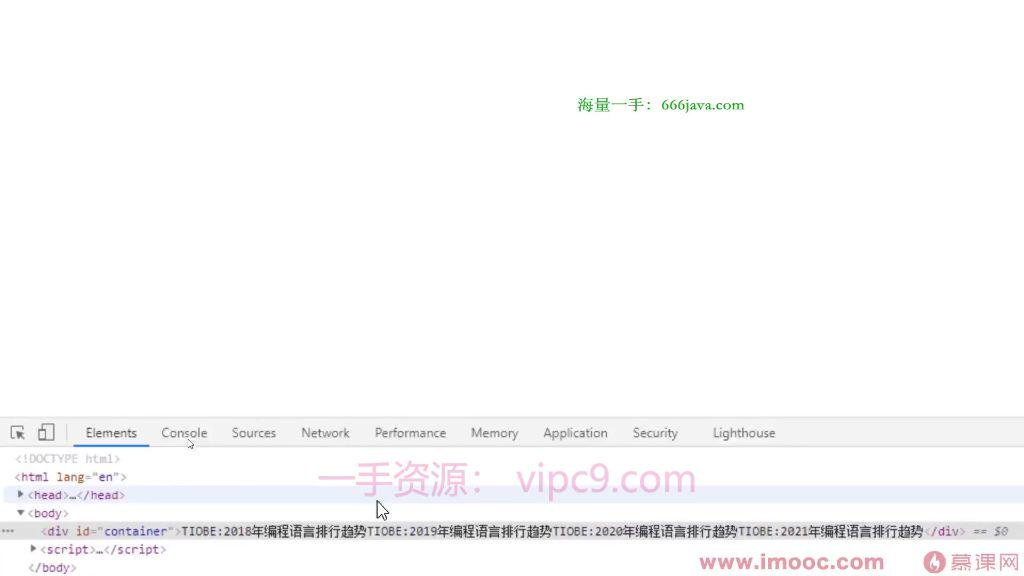 海量一手：666java.com
Elements Console Sources Network Performance Memory Application Security Lighthouse
<!DOCTYPE html>
<html lang="en">
<head>…</head>
一手资源： vipc9.com
<body>
<div id="container">TIOBE:2018年编程语言排行趋势TIOBE:2019年编程语言排行趋势TIOBE:2020年编程语言排行趋势TIOBE:2021年编程语言排行趋势</div> == $0
<script>…</script>
</body>
www.imooc.com 慕课网